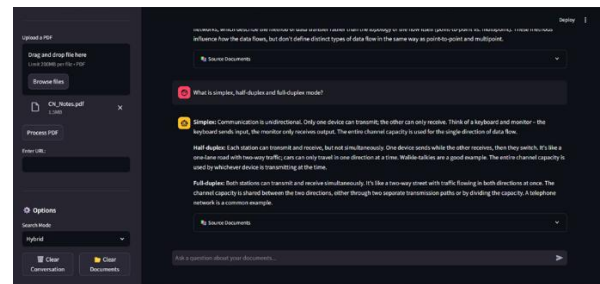 Deploy
Upload a PDF
Drag and drop file here
Limit 200MB per file • PDF
Browse files
CN_Notes.pdf
1.5MB
Process PDF
Enter URL:
Options
Search Mode
Hybrid
Clear Conversation
Clear Documents
networks, which describe the method of data transfer rather than the topology of the flow itself (point-to-point vs. multipoint). These methods
influence how the data flows, but don't define distinct types of data flow in the same way as point-to-point and multipoint.
Source Documents
What is simplex, half-duplex and full-duplex mode?
Simplex: Communication is unidirectional. Only one device can transmit; the other can only receive. Think of a keyboard and monitor – the
keyboard sends input, the monitor only receives output. The entire channel capacity is used for the single direction of data flow.
Half-duplex: Each station can transmit and receive, but not simultaneously. One device sends while the other receives, then they switch. It's like a
one-lane road with two-way traffic; cars can only travel in one direction at a time. Walkie-talkies are a good example. The entire channel capacity is
used by whichever device is transmitting at the time.
Full-duplex: Both stations can transmit and receive simultaneously. It's like a two-way street with traffic flowing in both directions at once. The
channel capacity is shared between the two directions, either through two separate transmission paths or by dividing the capacity. A telephone
network is a common example.
Source Documents
Ask a question about your documents...